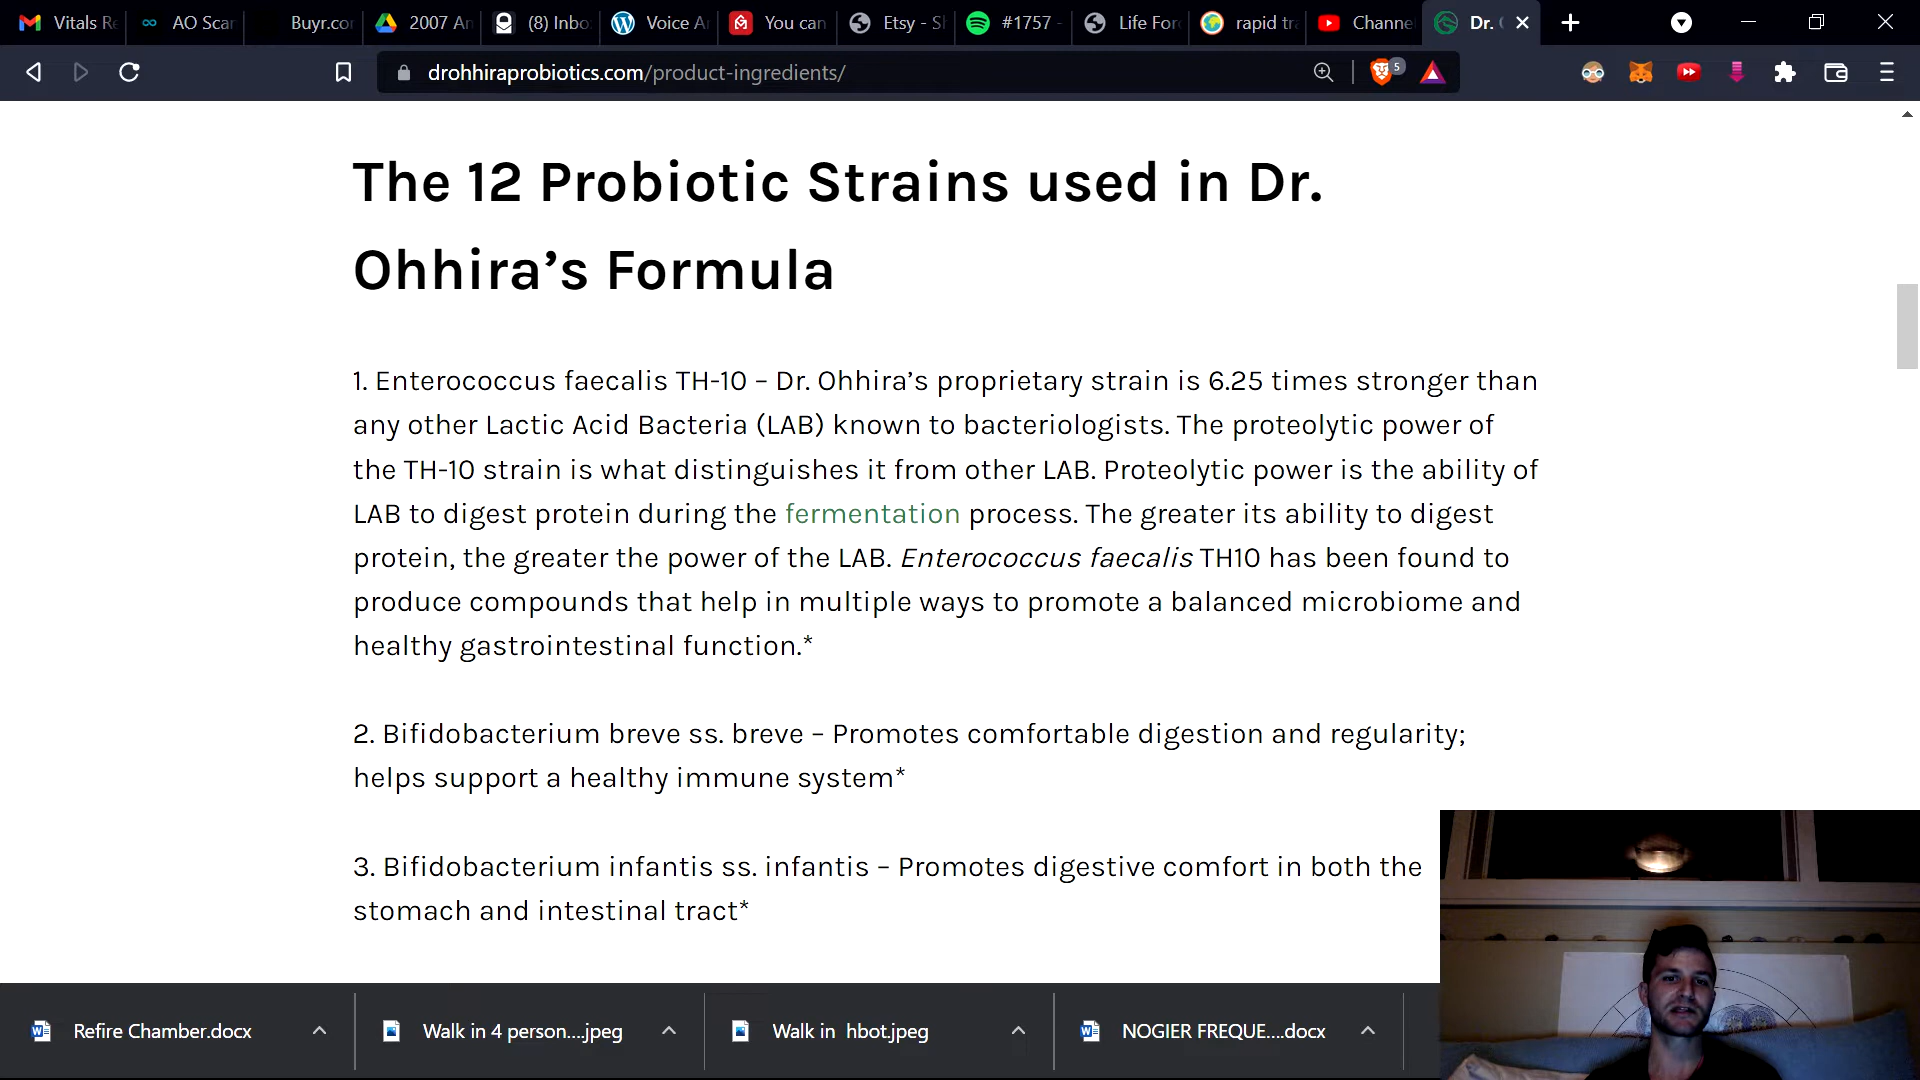 Vitals Re
AO Scar
Buyr.cor
2007 An
(8) Inbo
Voice Ar
You can
Etsy - Sl
#1757 -
Life For
rapid tra
Channe
Dr. O
drohhiraprobiotics.com/product-ingredients/
5
The 12 Probiotic Strains used in Dr.
Ohhira’s Formula
1. Enterococcus faecalis TH-10 – Dr. Ohhira’s proprietary strain is 6.25 times stronger than
any other Lactic Acid Bacteria (LAB) known to bacteriologists. The proteolytic power of
the TH-10 strain is what distinguishes it from other LAB. Proteolytic power is the ability of
LAB to digest protein during the fermentation process. The greater its ability to digest
protein, the greater the power of the LAB. Enterococcus faecalis TH10 has been found to
produce compounds that help in multiple ways to promote a balanced microbiome and
healthy gastrointestinal function.*
2. Bifidobacterium breve ss. breve – Promotes comfortable digestion and regularity;
helps support a healthy immune system*
3. Bifidobacterium infantis ss. infantis – Promotes digestive comfort in both the
stomach and intestinal tract*
Refire Chamber.docx
Walk in 4 person....jpeg
Walk in hbot.jpeg
NOGIER FREQUE....docx